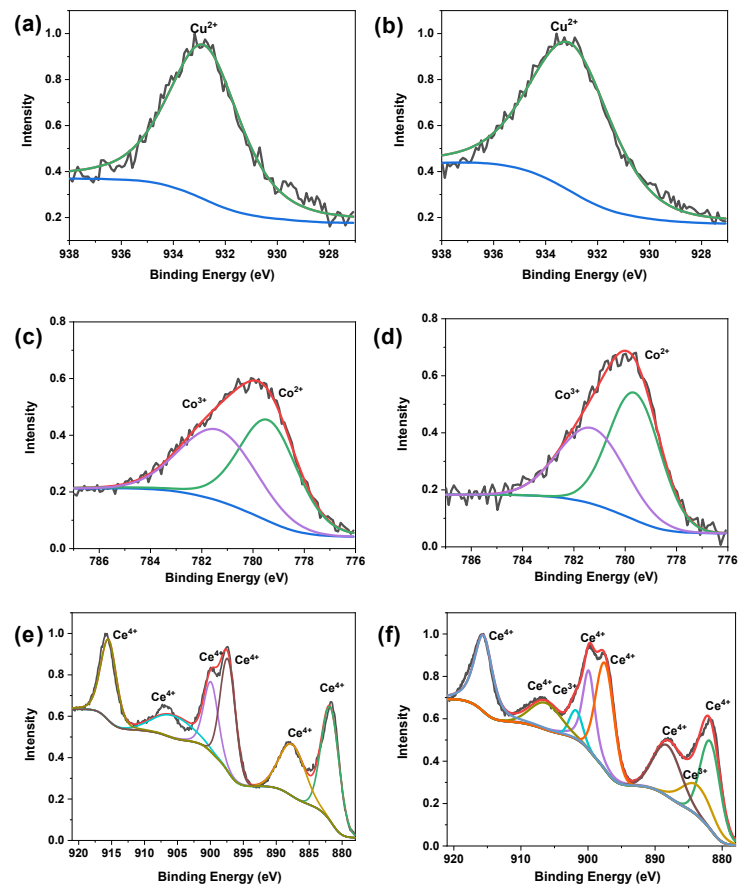 (a)
Cu²⁺
1.0
0.8
0.6
0.4
0.2
Intensity
938 936 934 932 930 928
Binding Energy (eV)
(b)
Cu²⁺
1.0
0.8
0.6
0.4
0.2
Intensity
938 936 934 932 930 928
Binding Energy (eV)
(c)
Co³⁺
Co²⁺
0.8
0.6
0.4
0.2
0.0
Intensity
786 784 782 780 778 776
Binding Energy (eV)
(d)
Co³⁺
Co²⁺
0.8
0.6
0.4
0.2
0.0
Intensity
786 784 782 780 778 776
Binding Energy (eV)
(e)
Ce⁴⁺
Ce⁴⁺
Ce⁴⁺
Ce⁴⁺
Ce⁴⁺
Ce⁴⁺
1.0
0.8
0.6
0.4
0.2
0.0
Intensity
920 915 910 905 900 895 890 885 880
Binding Energy (eV)
(f)
Ce⁴⁺
Ce⁴⁺
Ce³⁺
Ce⁴⁺
Ce⁴⁺
Ce⁴⁺
Ce³⁺
Ce⁴⁺
1.0
0.8
0.6
0.4
0.2
0.0
Intensity
920 910 900 890 880
Binding Energy (eV)